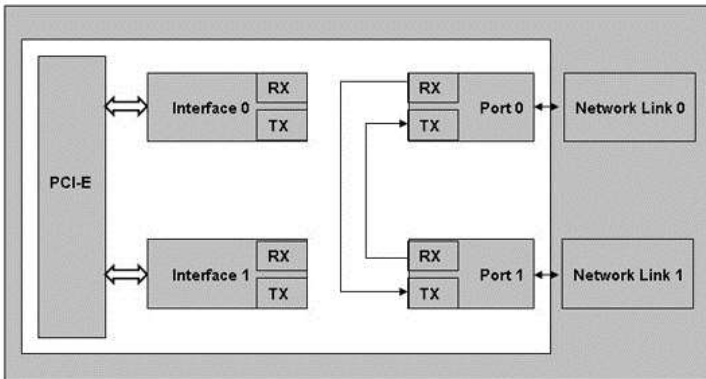 PCI-E
Interface 0
RX
TX
RX
TX
Port 0
Network Link 0
Interface 1
RX
TX
RX
TX
Port 1
Network Link 1